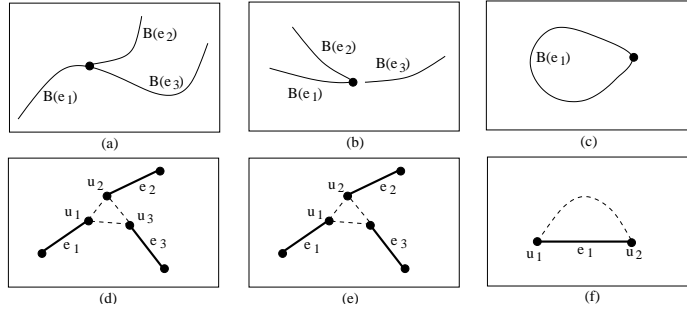 B(e2)
B(e1)
B(e3)
(a)
B(e2)
B(e3)
B(e1)
(b)
B(e1)
(c)
u2
e2
u1
u3
e1
e3
(d)
u2
e2
u1
e1
e3
(e)
u1
e1
u2
(f)